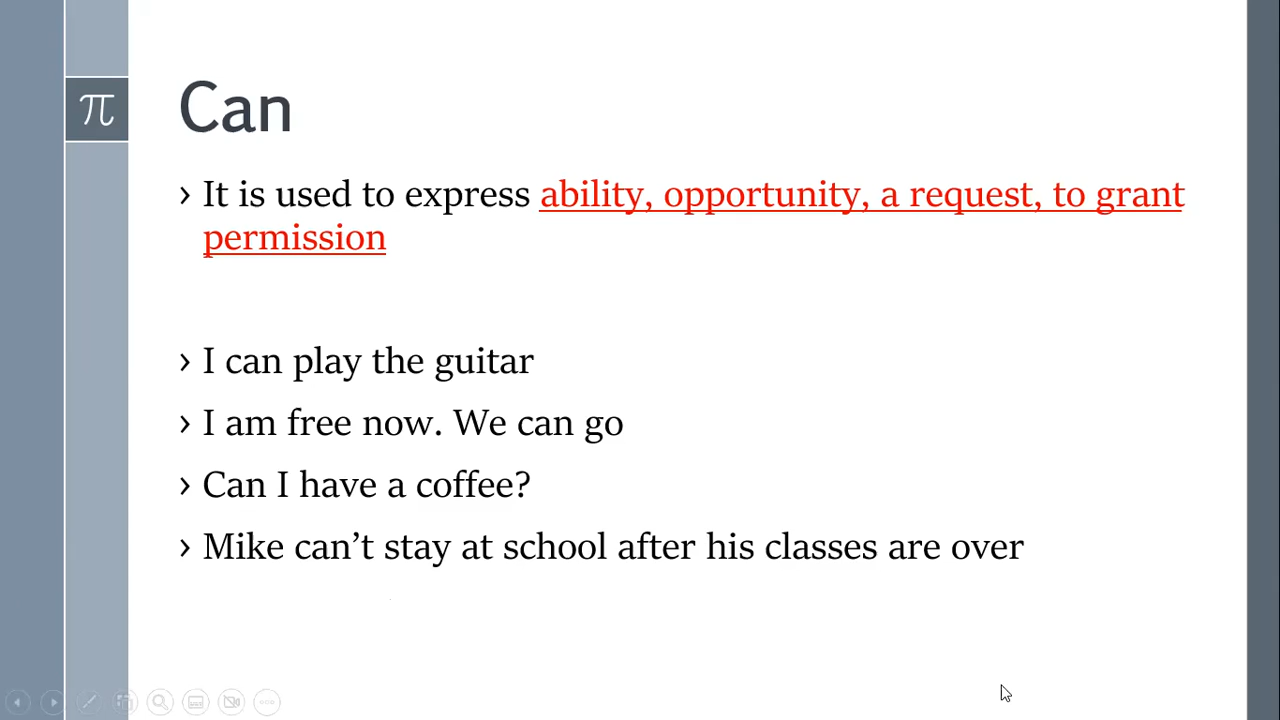 π
Can
› It is used to express ability, opportunity, a request, to grant
permission
› I can play the guitar
› I am free now. We can go
› Can I have a coffee?
› Mike can’t stay at school after his classes are over